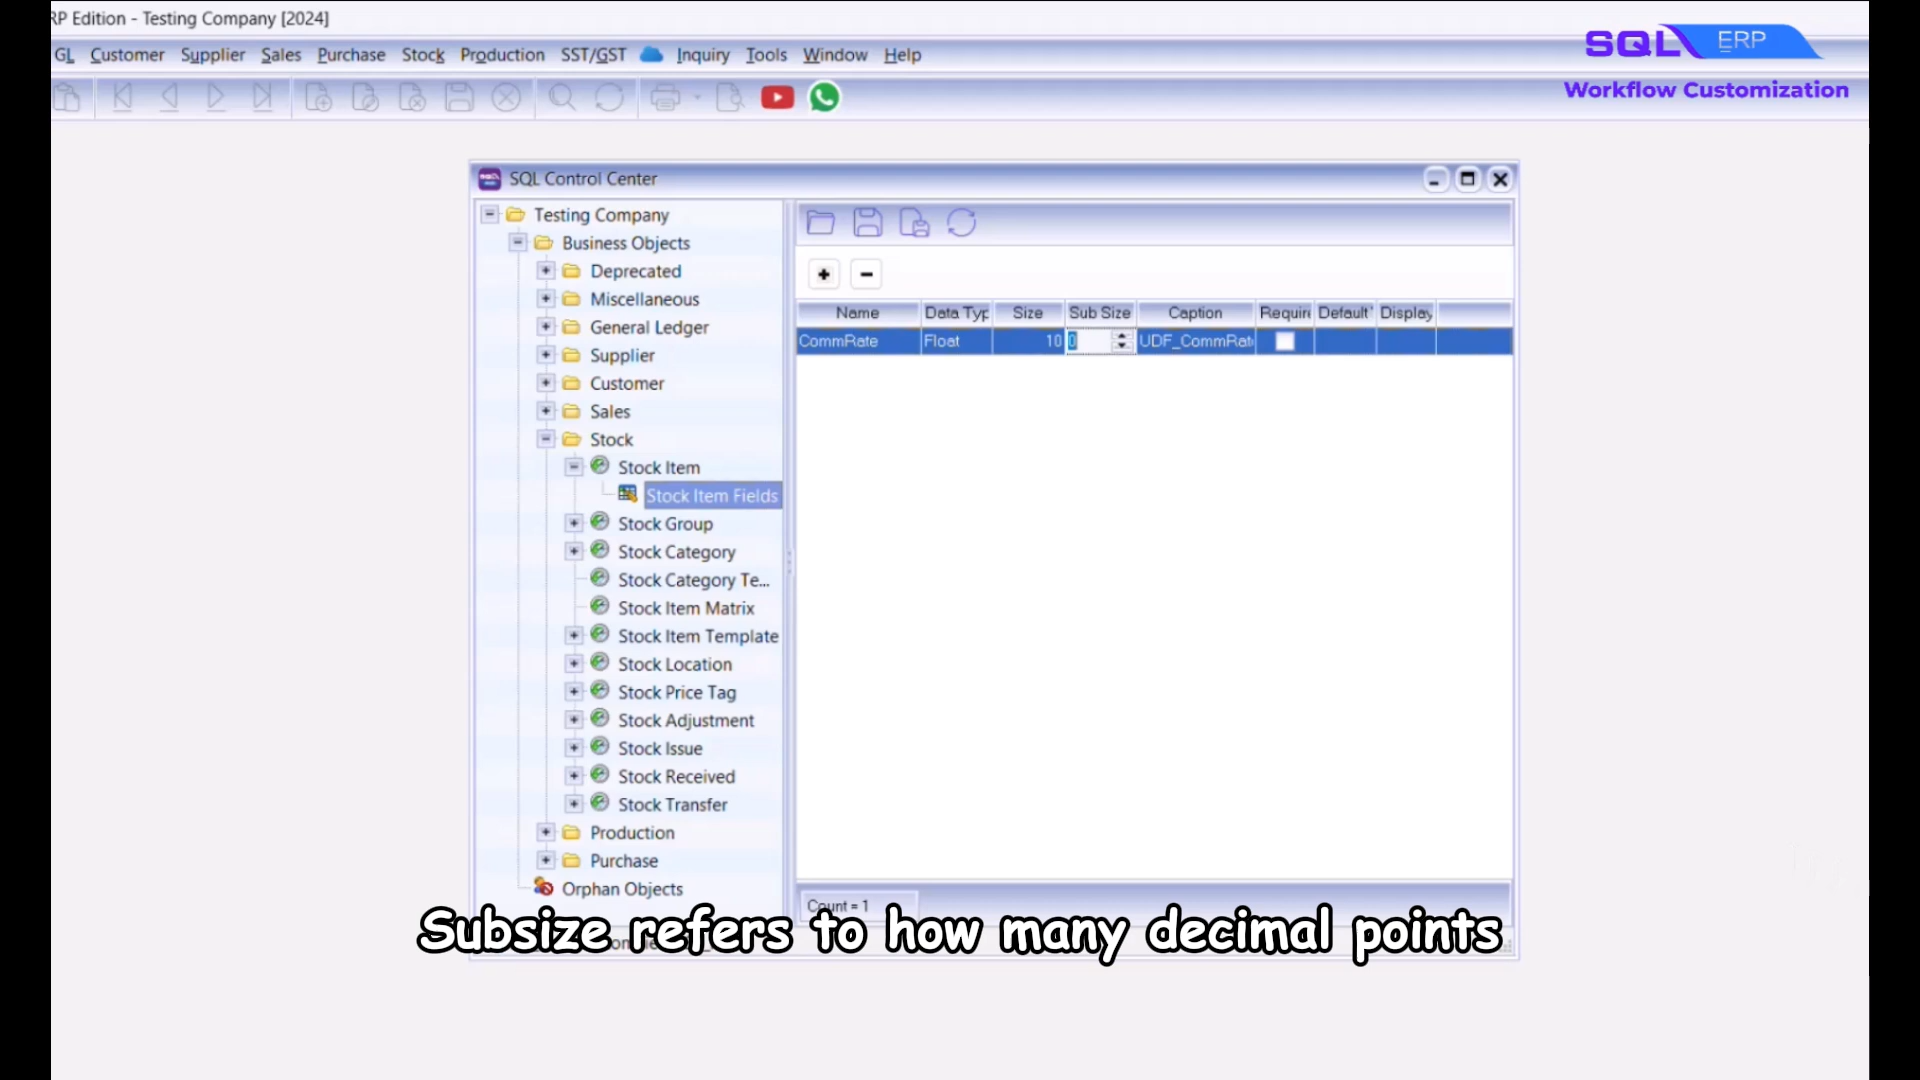 RP Edition - Testing Company [2024]
GL Customer Supplier Sales Purchase Stock Production SST/GST Inquiry Tools Window Help
SQL ERP
Workflow Customization
SQL Control Center
Testing Company
Business Objects
Deprecated
Miscellaneous
General Ledger
Supplier
Customer
Sales
Stock
Stock Item
Stock Item Fields
Stock Group
Stock Category
Stock Category Te...
Stock Item Matrix
Stock Item Template
Stock Location
Stock Price Tag
Stock Adjustment
Stock Issue
Stock Received
Stock Transfer
Production
Purchase
Orphan Objects
Name Data Typ Size Sub Size Caption Requir Default Display
CommRate Float 10 0 UDF_CommRat
Count = 1
Subsize refers to how many decimal points